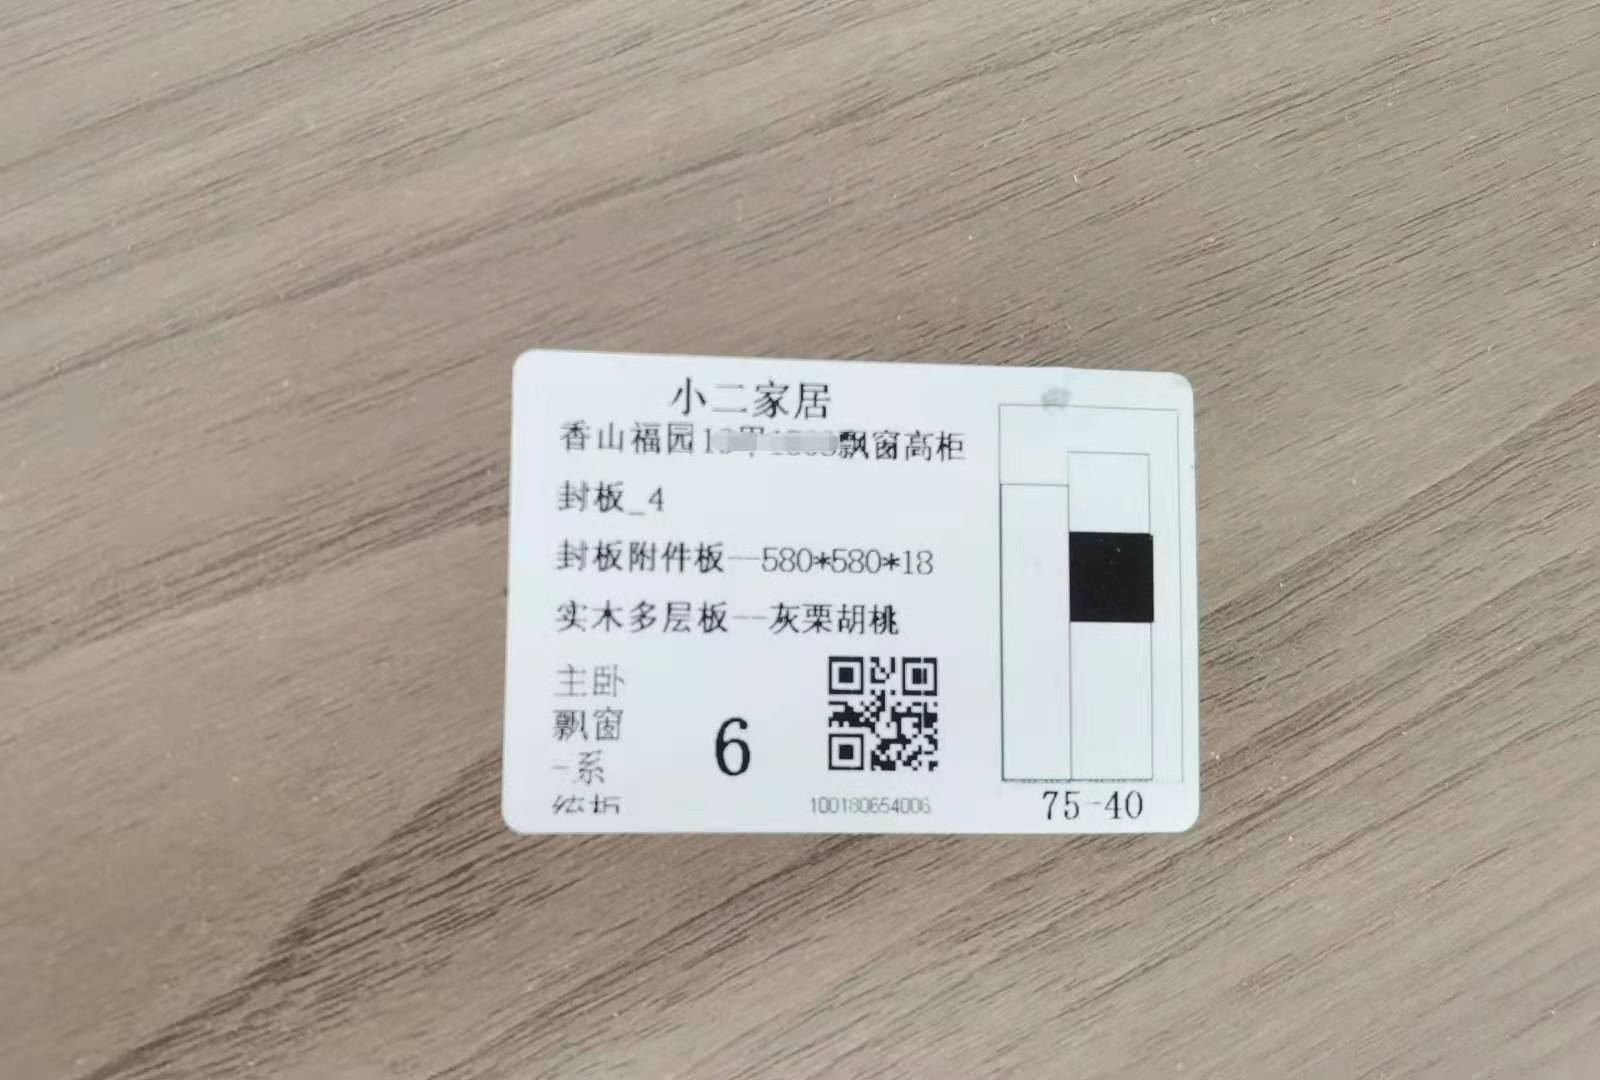 小二家居
香山福园1 飘窗高柜
封板_4
封板附件板--580*580*18
实木多层板--灰栗胡桃
主卧
飘窗
-系
6
100180654006
75-40